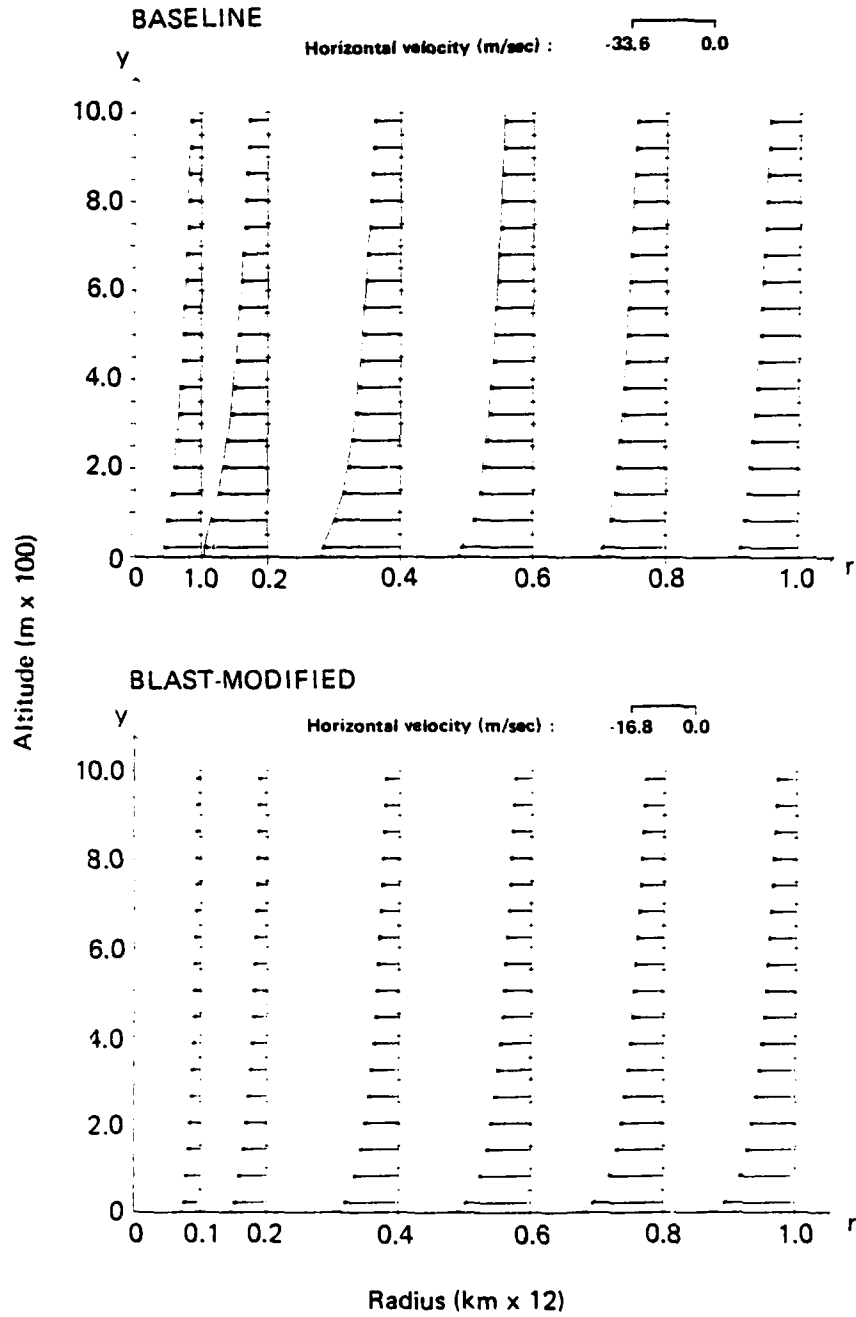 BASELINE
Horizontal velocity (m/sec) : -33.6 0.0
y
10.0
8.0
6.0
4.0
2.0
0
0 1.0 0.2 0.4 0.6 0.8 1.0 r
Altitude (m x 100)
BLAST-MODIFIED
Horizontal velocity (m/sec) : -16.8 0.0
y
10.0
8.0
6.0
4.0
2.0
0
0 0.1 0.2 0.4 0.6 0.8 1.0 r
Radius (km x 12)